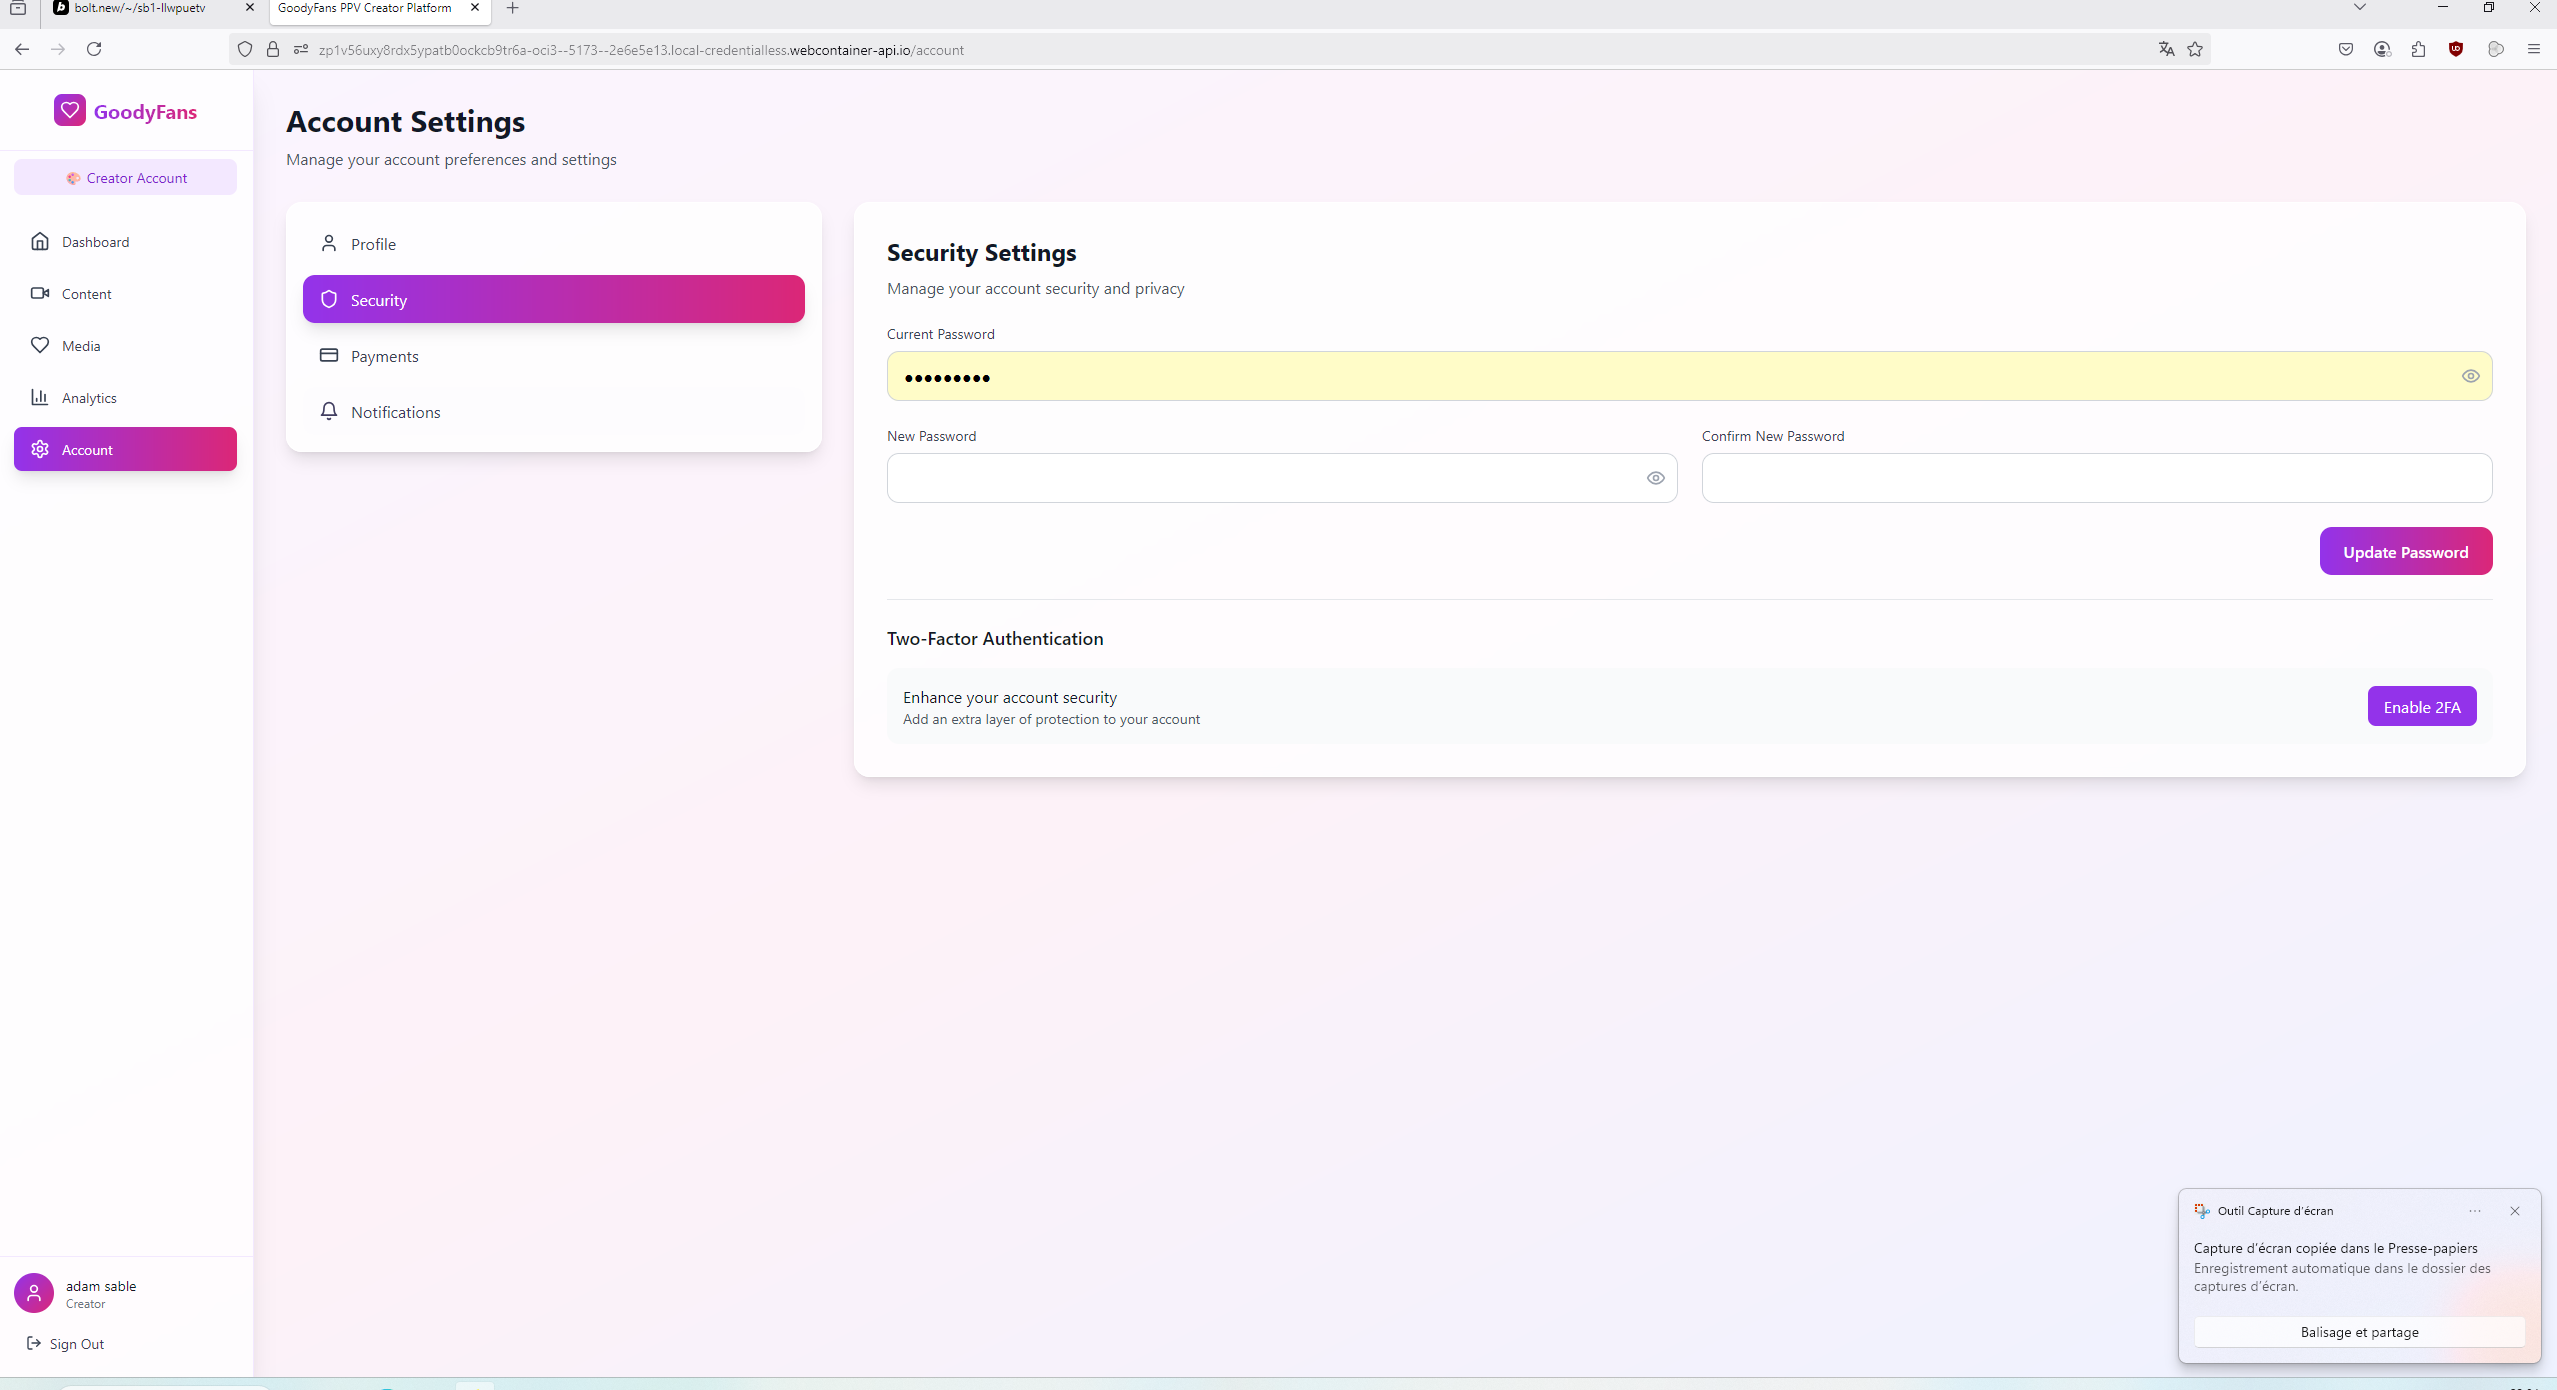 bolt.new/~/sb1-llwpuetv
GoodyFans PPV Creator Platform
zp1v56uxy8rdx5ypatb0ockcb9tr6a-oci3--5173--2e6e5e13.local-credentialless.webcontainer-api.io/account
GoodyFans
Creator Account
Dashboard
Content
Media
Analytics
Account
Account Settings
Manage your account preferences and settings
Profile
Security
Payments
Notifications
Security Settings
Manage your account security and privacy
Current Password
New Password
Confirm New Password
Update Password
Two-Factor Authentication
Enhance your account security
Add an extra layer of protection to your account
Enable 2FA
adam sable
Creator
Sign Out
Outil Capture d'écran
Capture d’écran copiée dans le Presse-papiers
Enregistrement automatique dans le dossier des
captures d’écran.
Balisage et partage